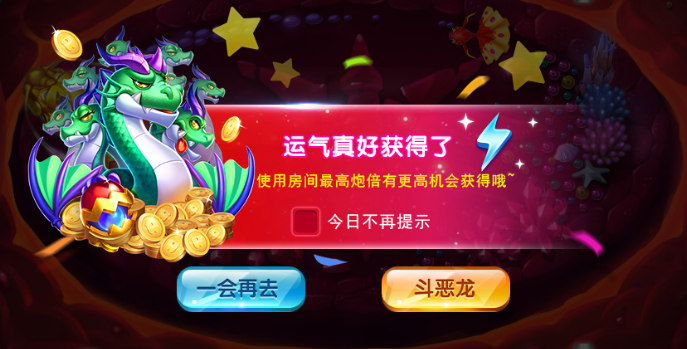 运气真好获得了
使用房间最高炮倍有更高机会获得哦~
今日不再提示
一会再去
斗恶龙